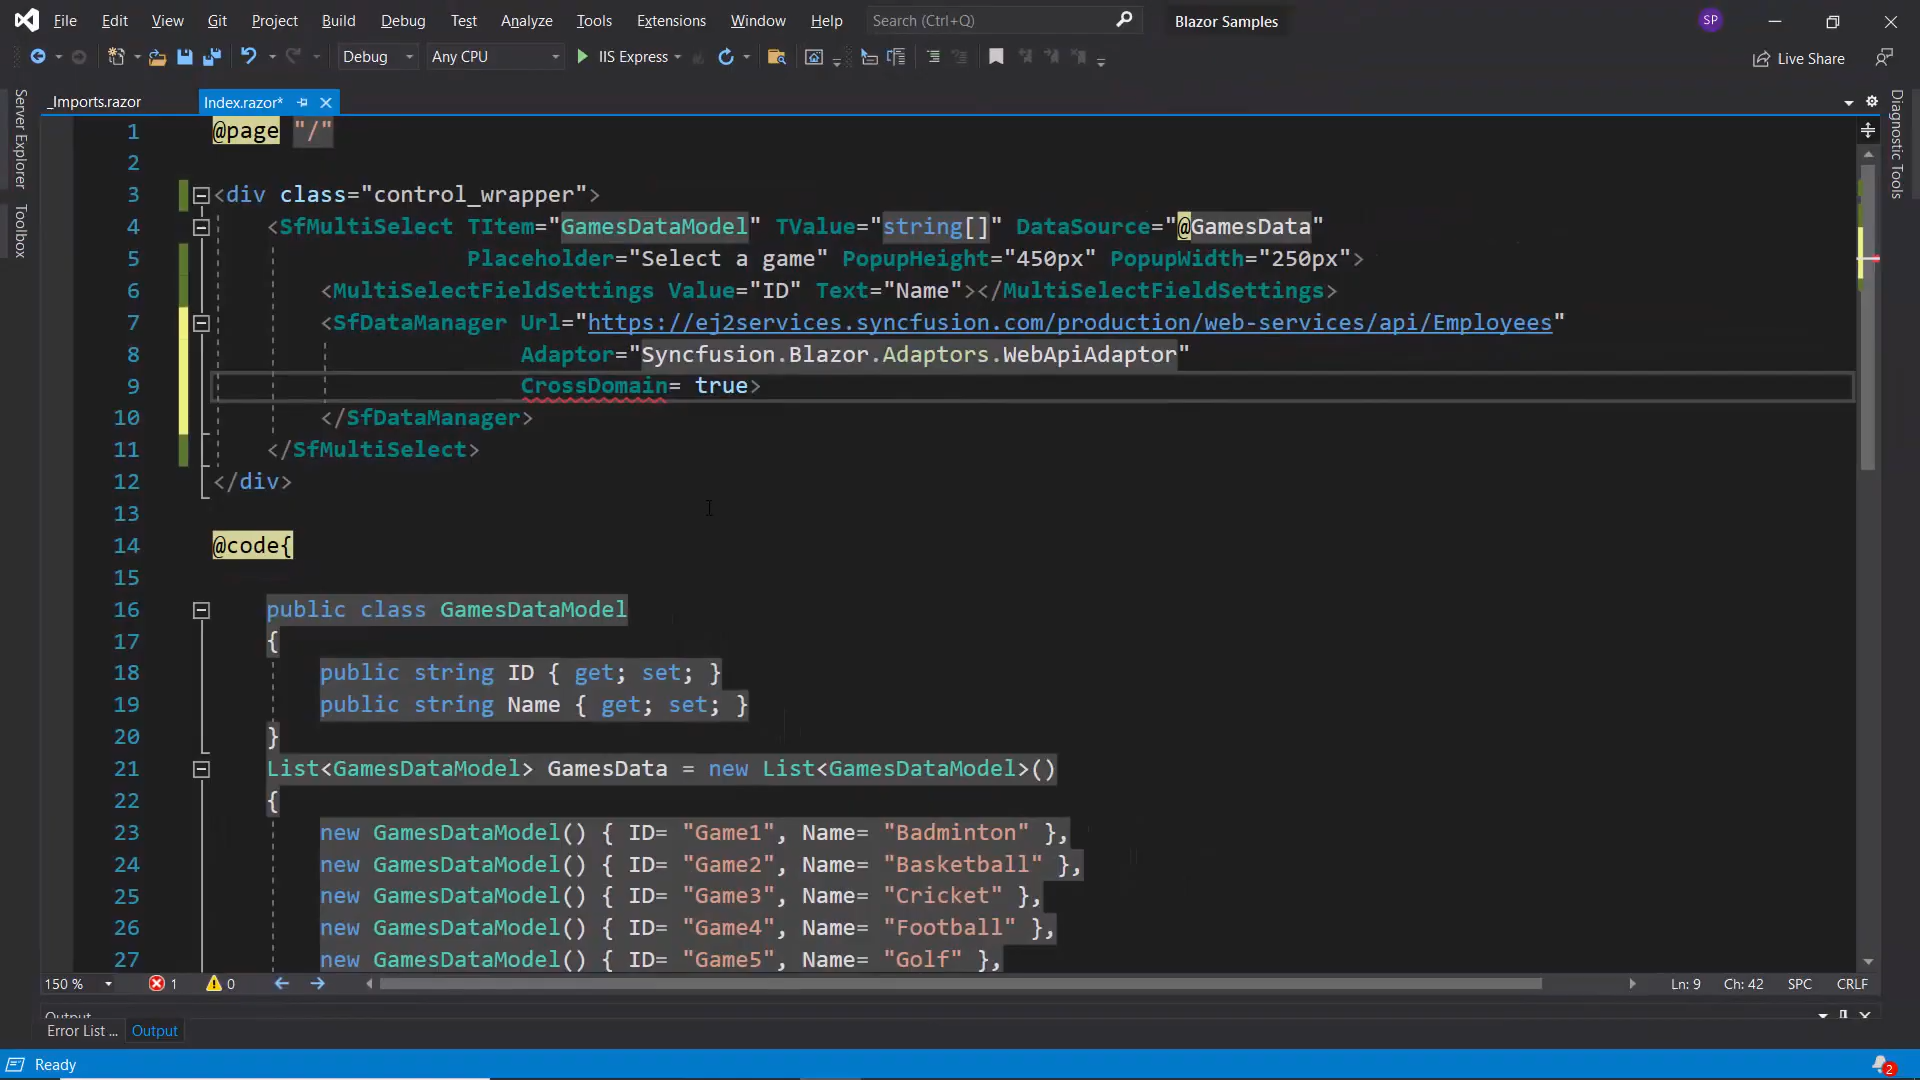 File Edit View Git Project Build Debug Test Analyze Tools Extensions Window Help Search (Ctrl+Q) Blazor Samples SP
Debug Any CPU IIS Express Live Share
Server Explorer
Toolbox
Diagnostic Tools
_Imports.razor Index.razor*
1 @page "/"
2
3 <div class="control_wrapper">
4 <SfMultiSelect TItem="GamesDataModel" TValue="string[]" DataSource="@GamesData"
5 Placeholder="Select a game" PopupHeight="450px" PopupWidth="250px">
6 <MultiSelectFieldSettings Value="ID" Text="Name"></MultiSelectFieldSettings>
7 <SfDataManager Url="https://ej2services.syncfusion.com/production/web-services/api/Employees"
8 Adaptor="Syncfusion.Blazor.Adaptors.WebApiAdaptor"
9 CrossDomain= true>
10 </SfDataManager>
11 </SfMultiSelect>
12 </div>
13
14 @code{
15
16 public class GamesDataModel
17 {
18 public string ID { get; set; }
19 public string Name { get; set; }
20 }
21 List<GamesDataModel> GamesData = new List<GamesDataModel>()
22 {
23 new GamesDataModel() { ID= "Game1", Name= "Badminton" },
24 new GamesDataModel() { ID= "Game2", Name= "Basketball" },
25 new GamesDataModel() { ID= "Game3", Name= "Cricket" },
26 new GamesDataModel() { ID= "Game4", Name= "Football" },
27 new GamesDataModel() { ID= "Game5", Name= "Golf" },
150 % 1 0 Ln: 9 Ch: 42 SPC CRLF
Output
Error List ... Output
Ready 2